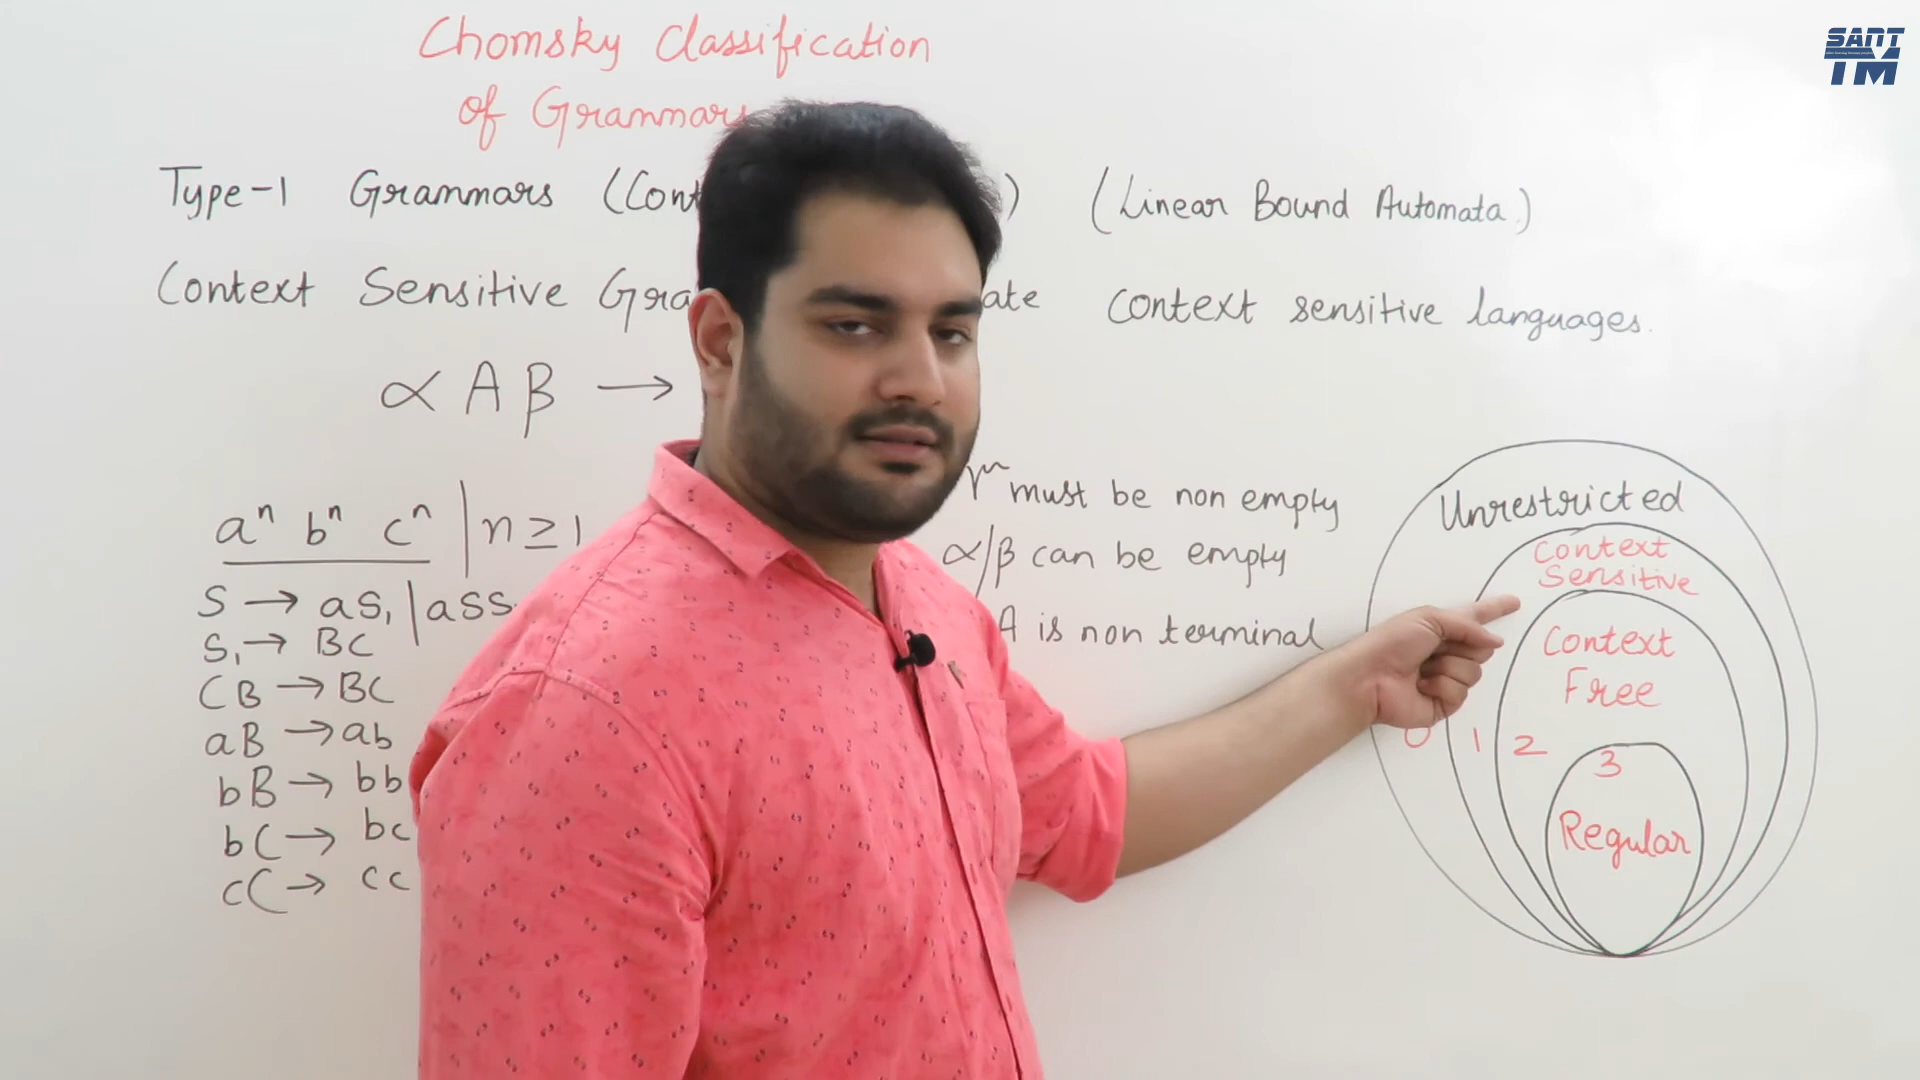 SANT
TM
Chomsky Classification
of Grammars
Type-1 Grammars (Cont ) (Linear Bound Automata.)
Context Sensitive Gra ate context sensitive languages.
α A β →
aⁿ bⁿ cⁿ | n ≥ 1
S → aS₁ | aSS
S₁ → BC
CB → BC
aB → ab
bB → bb
bC → bc
cC → cc
γ must be non empty
α/β can be empty
A is non terminal
Unrestricted
Context
Sensitive
Context
Free
0 1 2 3
Regular